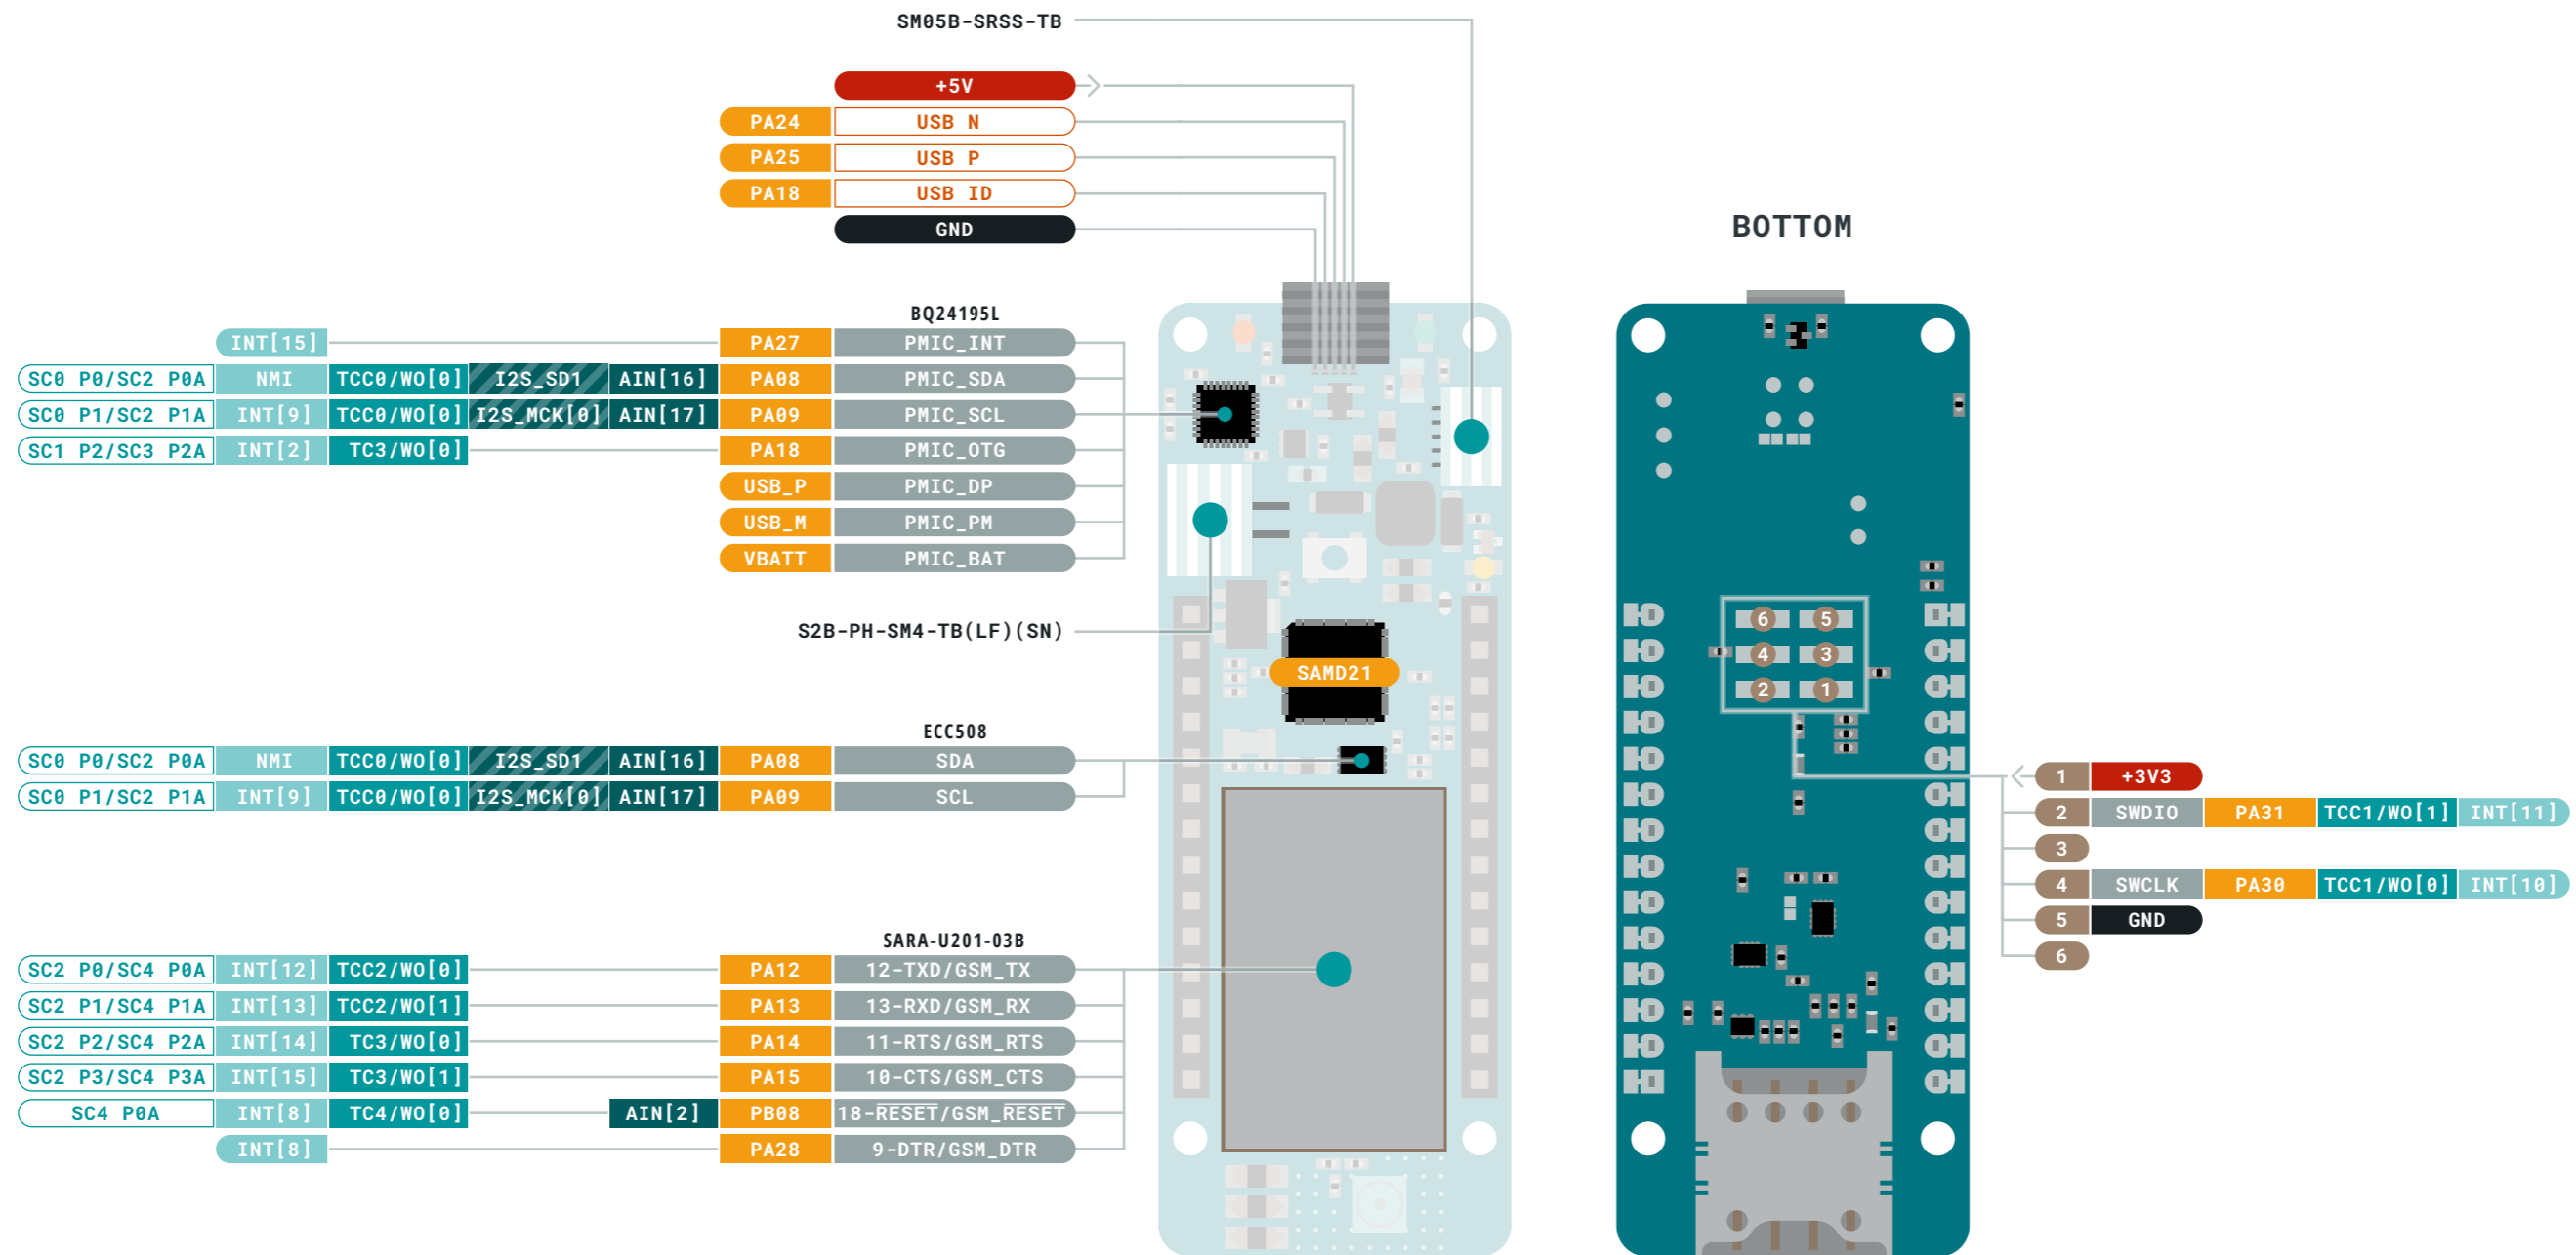 SM05B-SRSS-TB
+5V
PA24 USB N
PA25 USB P
PA18 USB ID
GND
BOTTOM
BQ24195L
INT[15] PA27 PMIC_INT
SC0 P0/SC2 P0A NMI TCC0/WO[0] I2S_SD1 AIN[16] PA08 PMIC_SDA
SC0 P1/SC2 P1A INT[9] TCC0/WO[0] I2S_MCK[0] AIN[17] PA09 PMIC_SCL
SC1 P2/SC3 P2A INT[2] TC3/WO[0] PA18 PMIC_OTG
USB_P PMIC_DP
USB_M PMIC_PM
VBATT PMIC_BAT
S2B-PH-SM4-TB(LF)(SN)
SAMD21
6 5
4 3
2 1
ECC508
SC0 P0/SC2 P0A NMI TCC0/WO[0] I2S_SD1 AIN[16] PA08 SDA
SC0 P1/SC2 P1A INT[9] TCC0/WO[0] I2S_MCK[0] AIN[17] PA09 SCL
1 +3V3
2 SWDIO PA31 TCC1/WO[1] INT[11]
3
4 SWCLK PA30 TCC1/WO[0] INT[10]
5 GND
6
SARA-U201-03B
SC2 P0/SC4 P0A INT[12] TCC2/WO[0] PA12 12-TXD/GSM_TX
SC2 P1/SC4 P1A INT[13] TCC2/WO[1] PA13 13-RXD/GSM_RX
SC2 P2/SC4 P2A INT[14] TC3/WO[0] PA14 11-RTS/GSM_RTS
SC2 P3/SC4 P3A INT[15] TC3/WO[1] PA15 10-CTS/GSM_CTS
SC4 P0A INT[8] TC4/WO[0] AIN[2] PB08 18-RESET/GSM_RESET
INT[8] PA28 9-DTR/GSM_DTR